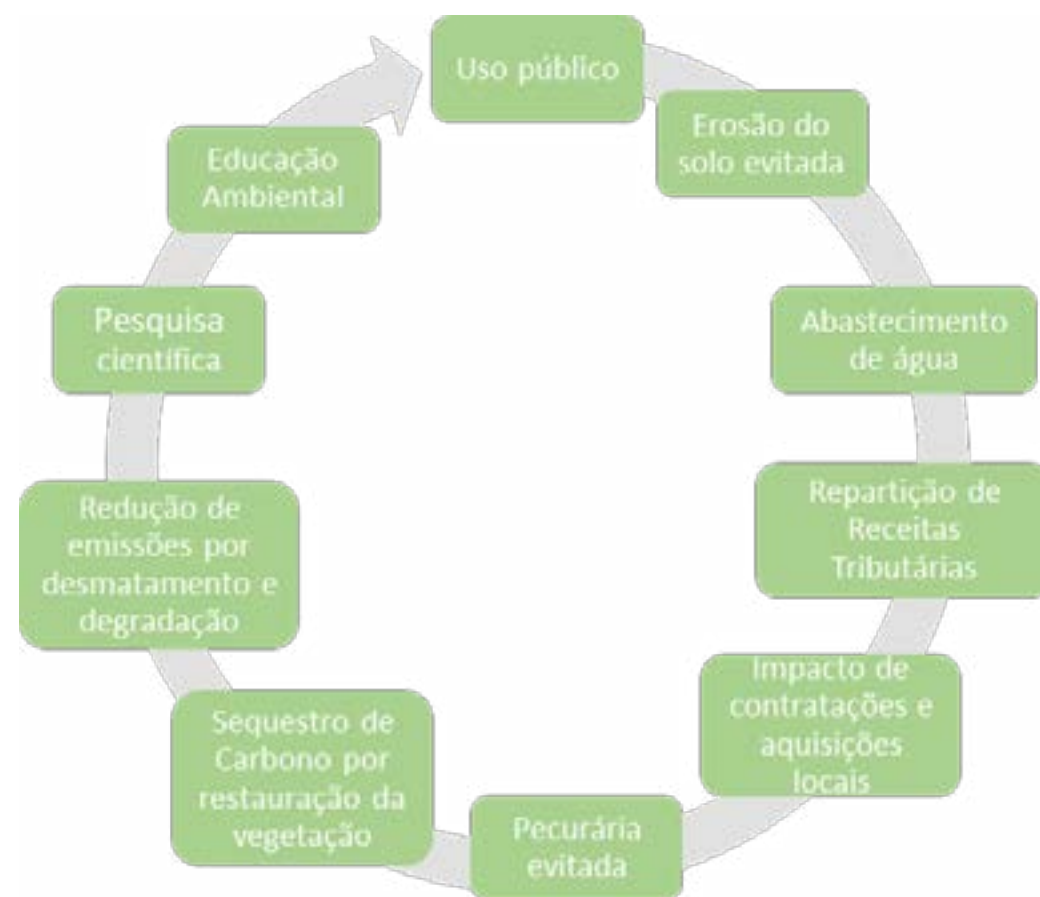 Uso público
Erosão do
solo evitada
Abastecimento
de água
Repartição de
Receitas
Tributárias
Impacto de
contratações e
aquisições
locais
Pecurária
evitada
Sequestro de
Carbono por
restauração da
vegetação
Redução de
emissões por
desmatamento e
degradação
Pesquisa
científica
Educação
Ambiental